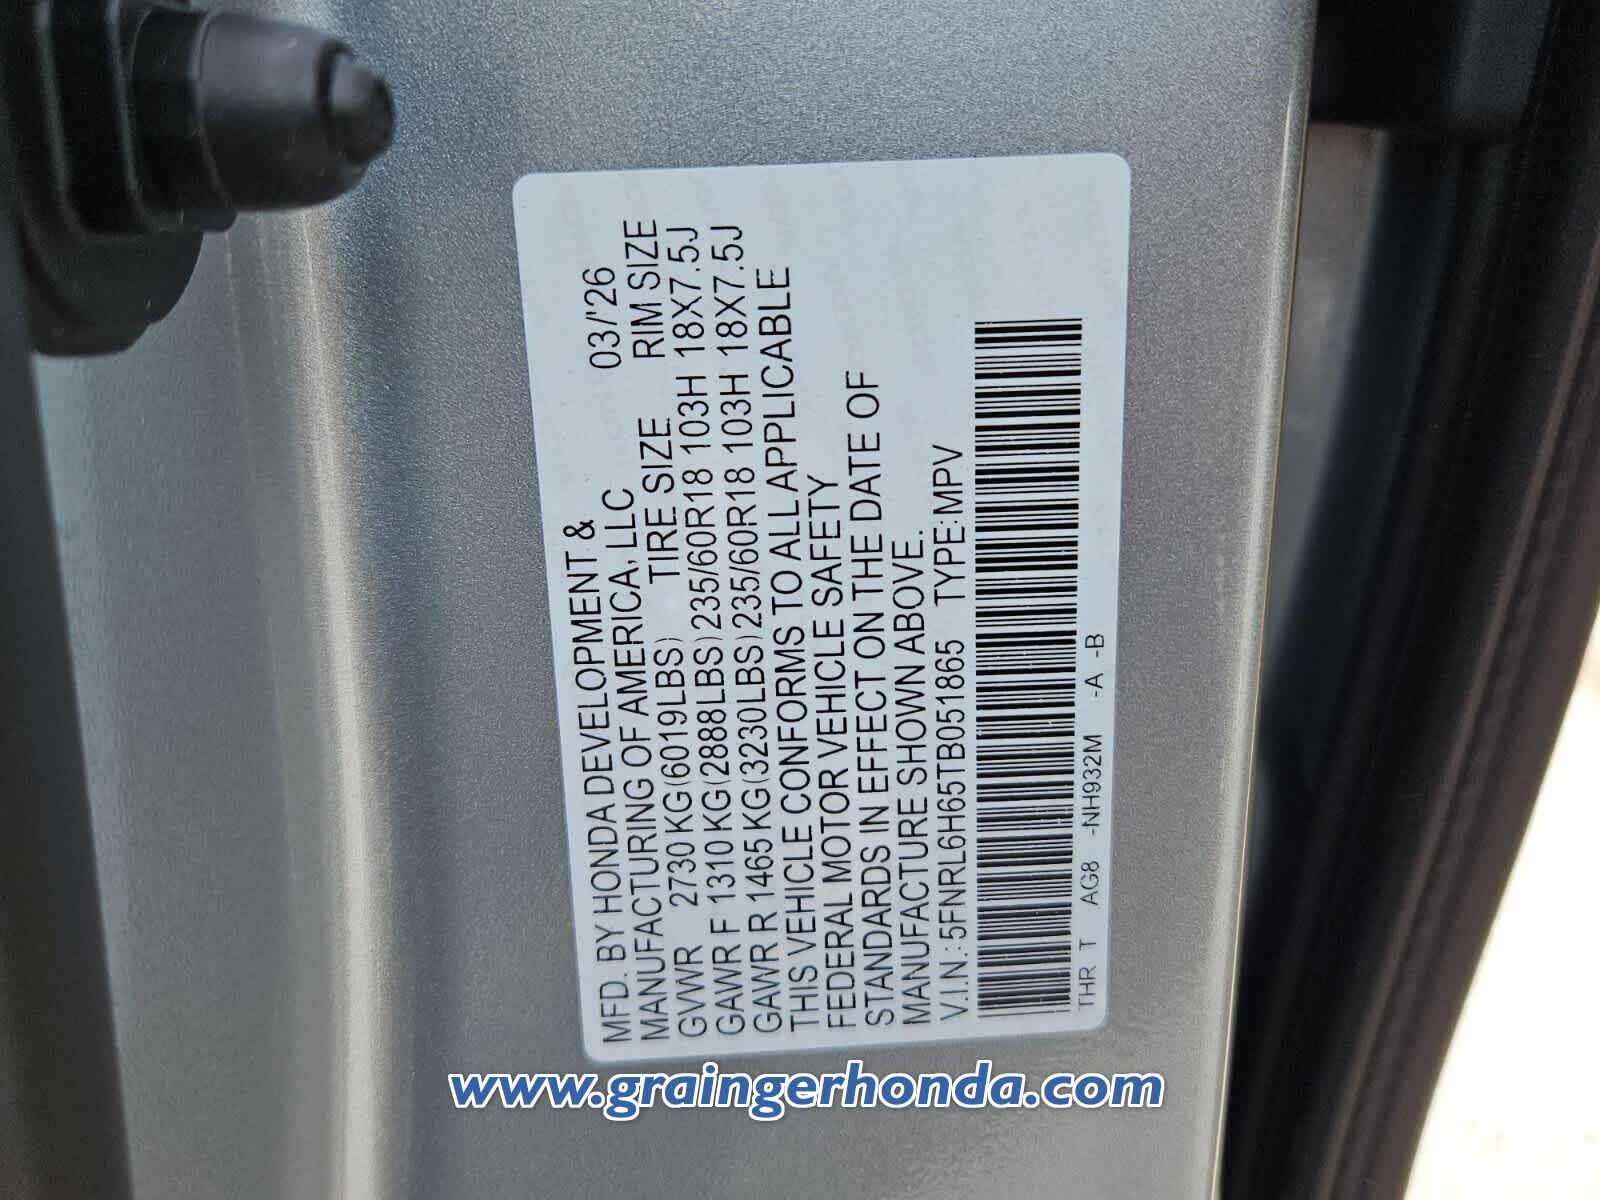 MFD. BY HONDA DEVELOPMENT &
MANUFACTURING OF AMERICA, LLC 03/'26
GVWR 2730 KG(6019LBS) TIRE SIZE RIM SIZE
GAWR F 1310 KG(2888LBS) 235/60R18 103H 18X7.5J
GAWR R 1465 KG(3230LBS) 235/60R18 103H 18X7.5J
THIS VEHICLE CONFORMS TO ALL APPLICABLE
FEDERAL MOTOR VEHICLE SAFETY
STANDARDS IN EFFECT ON THE DATE OF
MANUFACTURE SHOWN ABOVE.
V.I.N.: 5FNRL6H65TB051865 TYPE:MPV
THR T AG8 -NH932M -A -B
www.graingerhonda.com